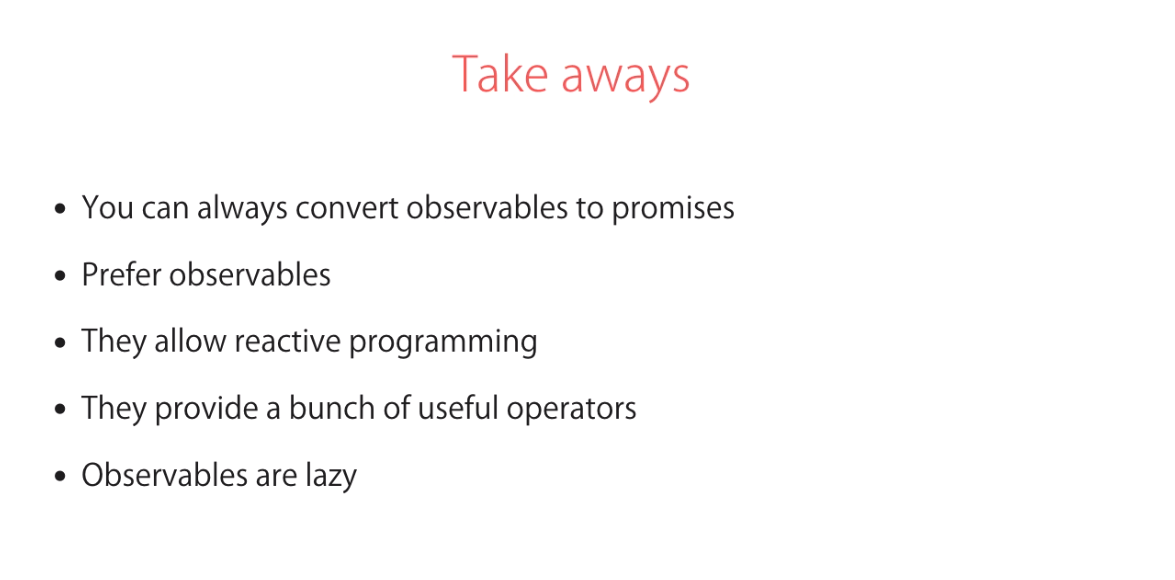 Take aways
• You can always convert observables to promises
• Prefer observables
• They allow reactive programming
• They provide a bunch of useful operators
• Observables are lazy